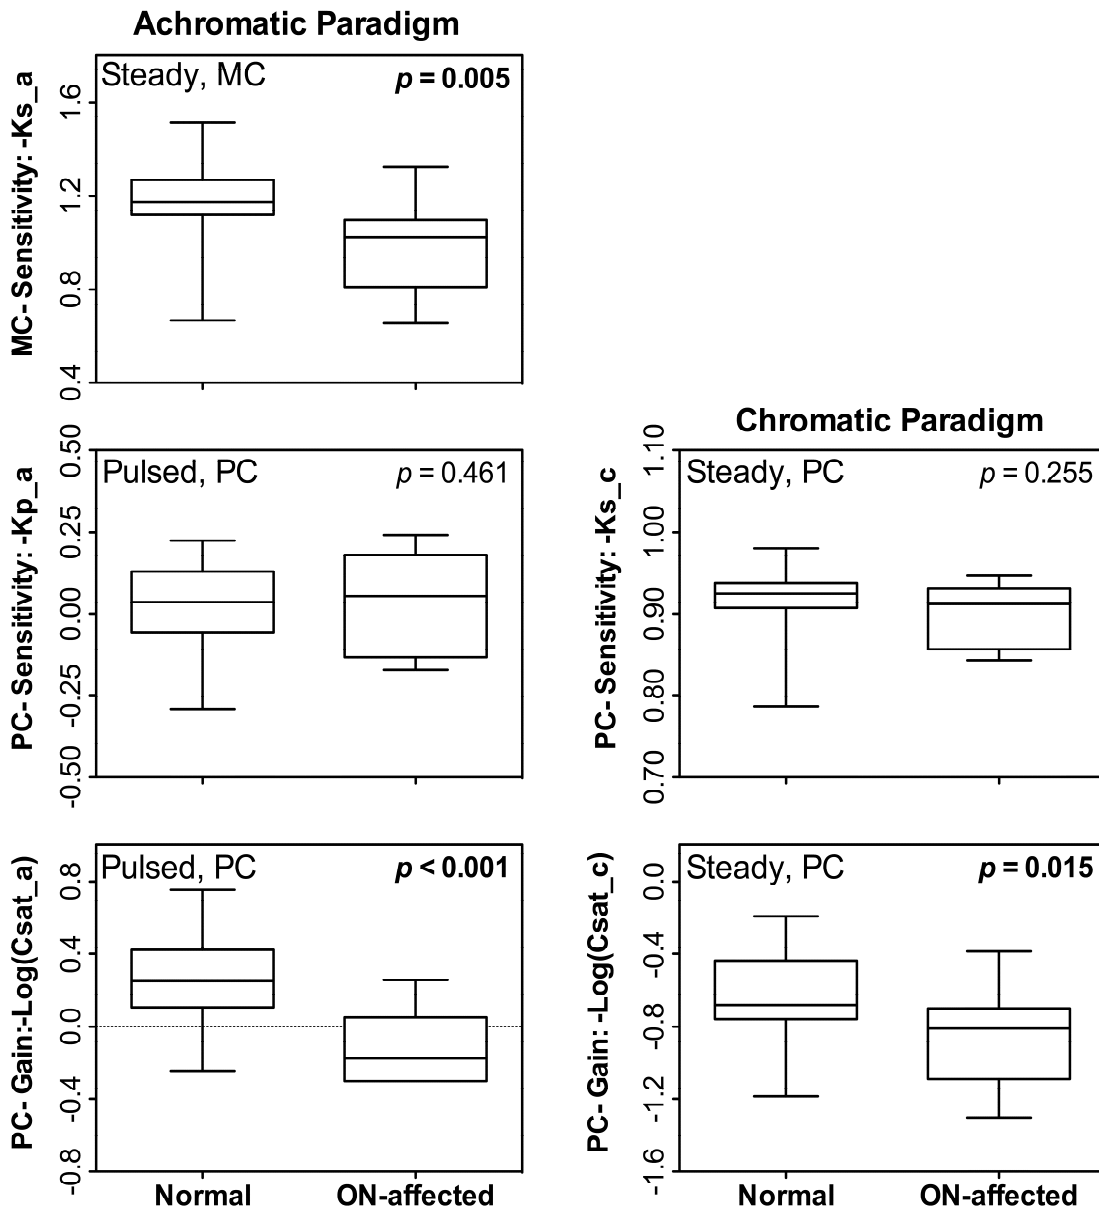 Achromatic Paradigm
MC- Sensitivity: -Ks_a
Steady, MC
p = 0.005
1.6
1.2
0.8
0.4
PC- Sensitivity: -Kp_a
Pulsed, PC
p = 0.461
0.50
0.25
0.00
-0.25
-0.50
Chromatic Paradigm
PC- Sensitivity: -Ks_c
Steady, PC
p = 0.255
1.10
1.00
0.90
0.80
0.70
PC- Gain:-Log(Csat_a)
Pulsed, PC
p < 0.001
0.8
0.4
0.0
-0.4
-0.8
Normal
ON-affected
PC- Gain: -Log(Csat_c)
Steady, PC
p = 0.015
0.0
-0.4
-0.8
-1.2
-1.6
Normal
ON-affected